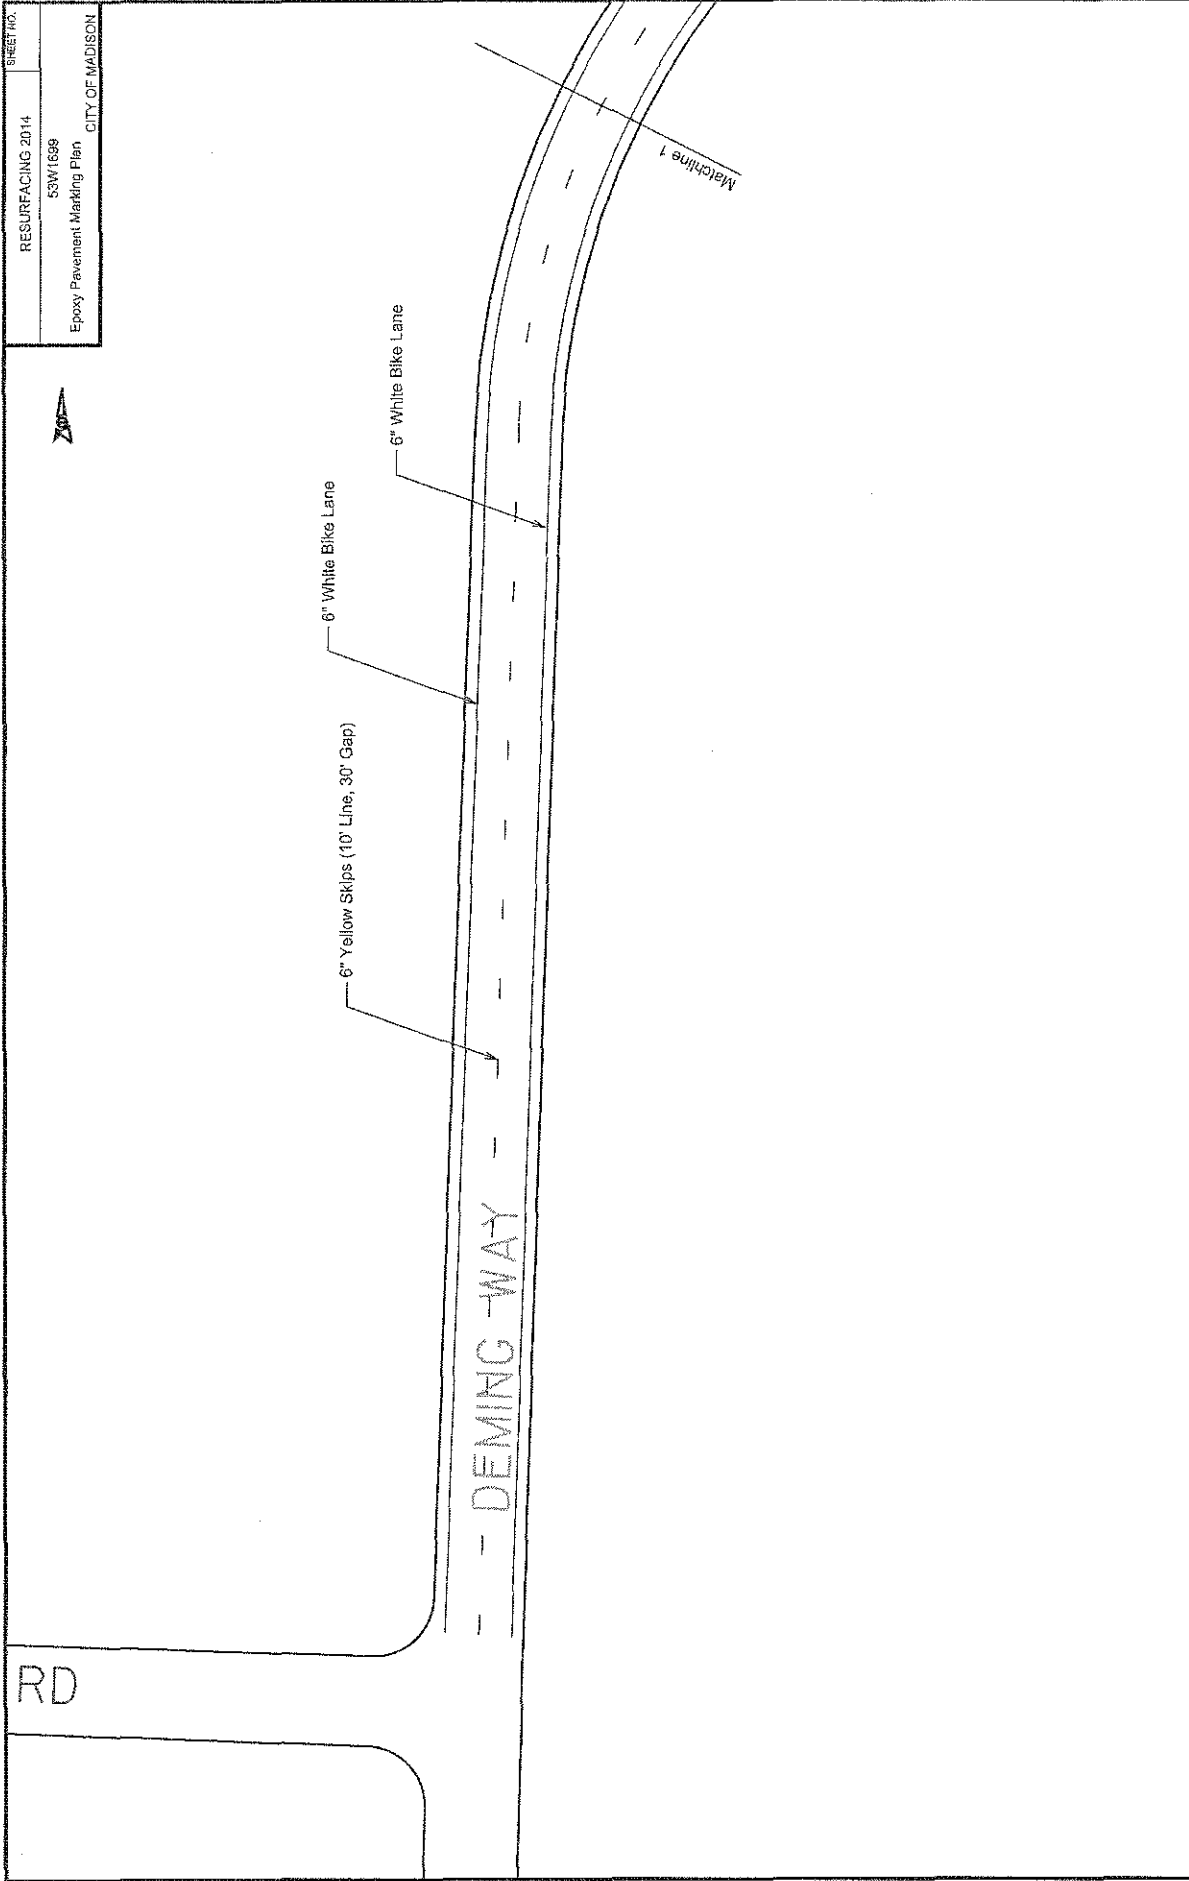 SHEET NO.
RESURFACING 2014
53W1699
Epoxy Pavement Marking Plan
CITY OF MADISON
Matchline 1
6" White Bike Lane
6" White Bike Lane
6" Yellow Skips (10' Line, 30' Gap)
DEMING WAY
RD